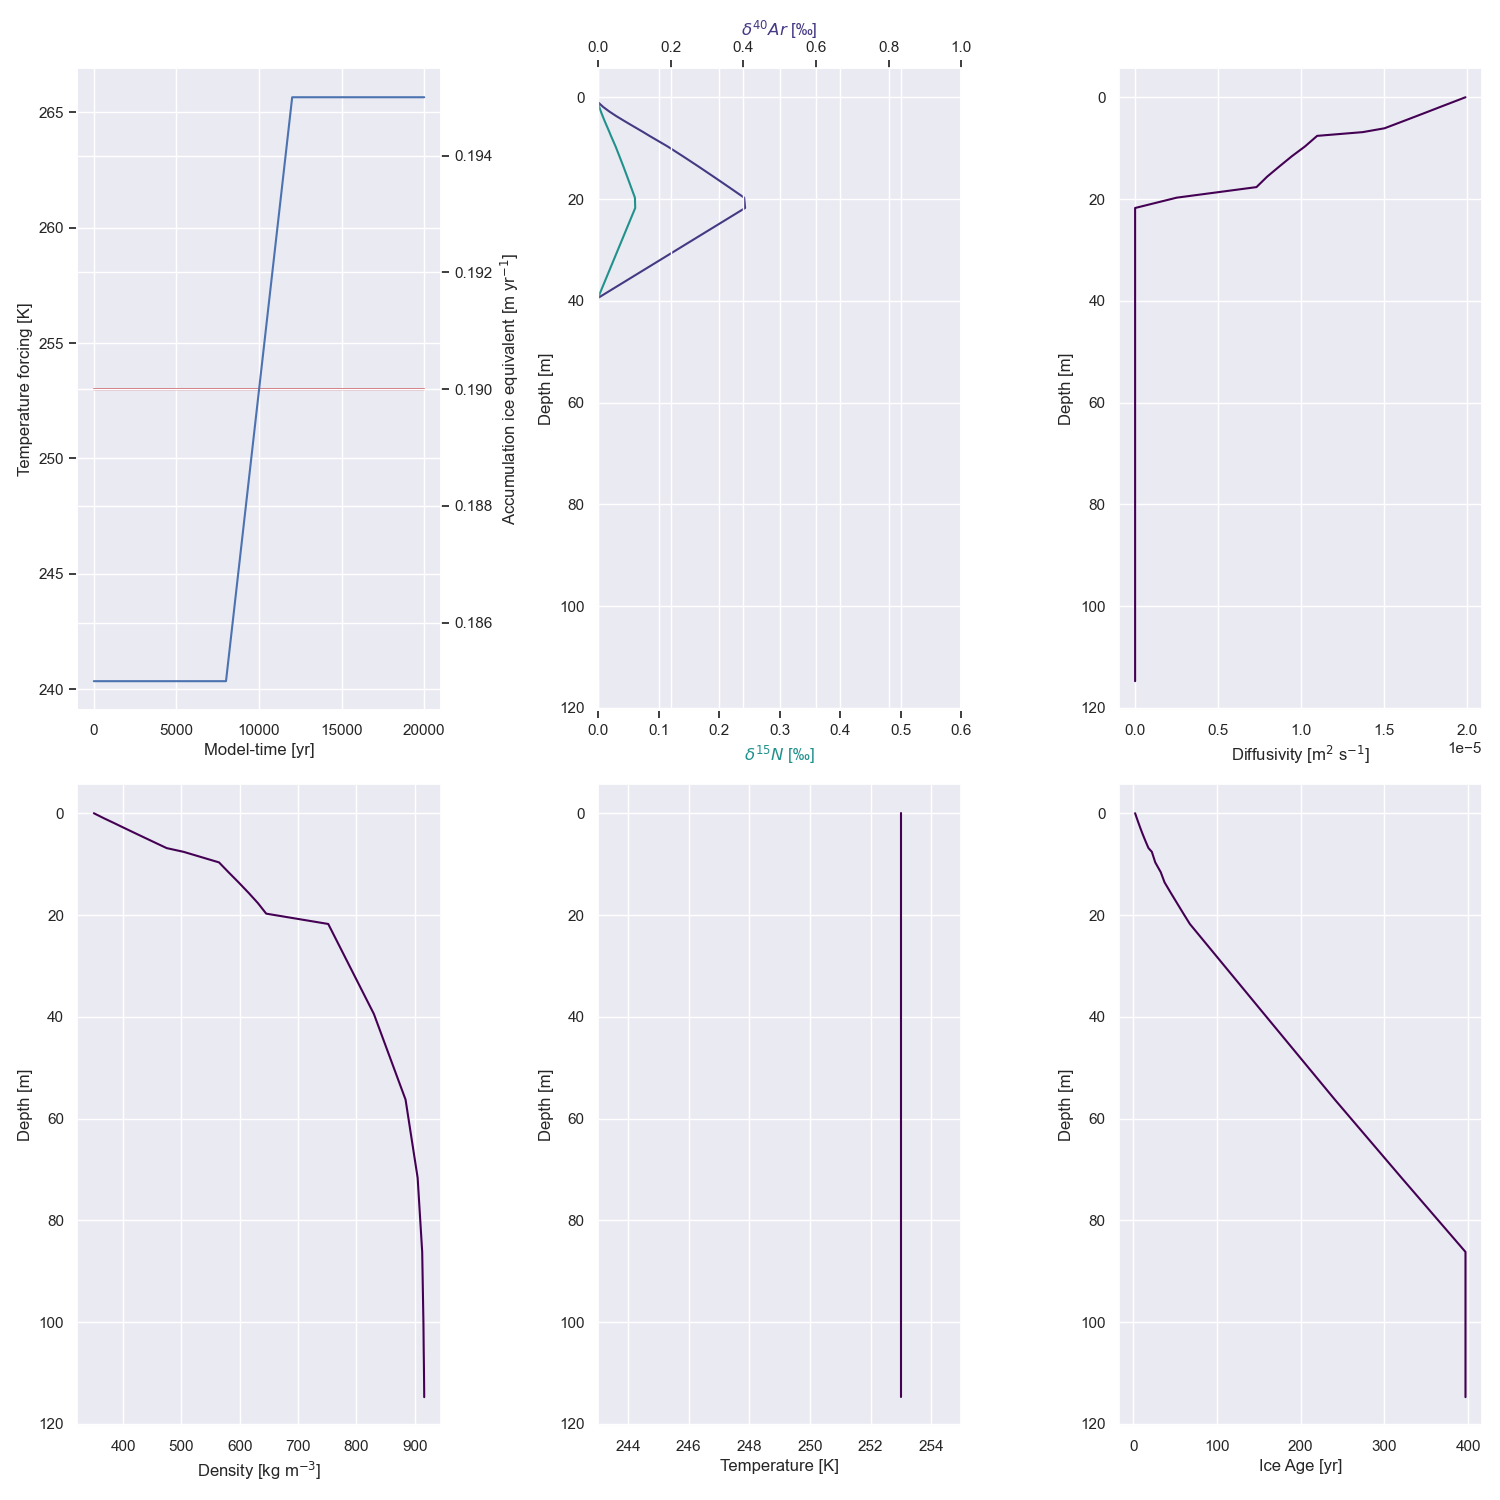 δ⁴⁰Ar [‰]
0.0 0.2 0.4 0.6 0.8 1.0
265
260
255
250
245
240
Temperature forcing [K]
0 5000 10000 15000 20000
Model-time [yr]
0.194
0.192
0.190
0.188
0.186
Accumulation ice equivalent [m yr⁻¹]
0
20
40
60
80
100
120
Depth [m]
0.0 0.1 0.2 0.3 0.4 0.5 0.6
δ¹⁵N [‰]
0
20
40
60
80
100
120
Depth [m]
0.0 0.5 1.0 1.5 2.0
1e−5
Diffusivity [m² s⁻¹]
0
20
40
60
80
100
120
Depth [m]
400 500 600 700 800 900
Density [kg m⁻³]
0
20
40
60
80
100
120
Depth [m]
244 246 248 250 252 254
Temperature [K]
0
20
40
60
80
100
120
Depth [m]
0 100 200 300 400
Ice Age [yr]